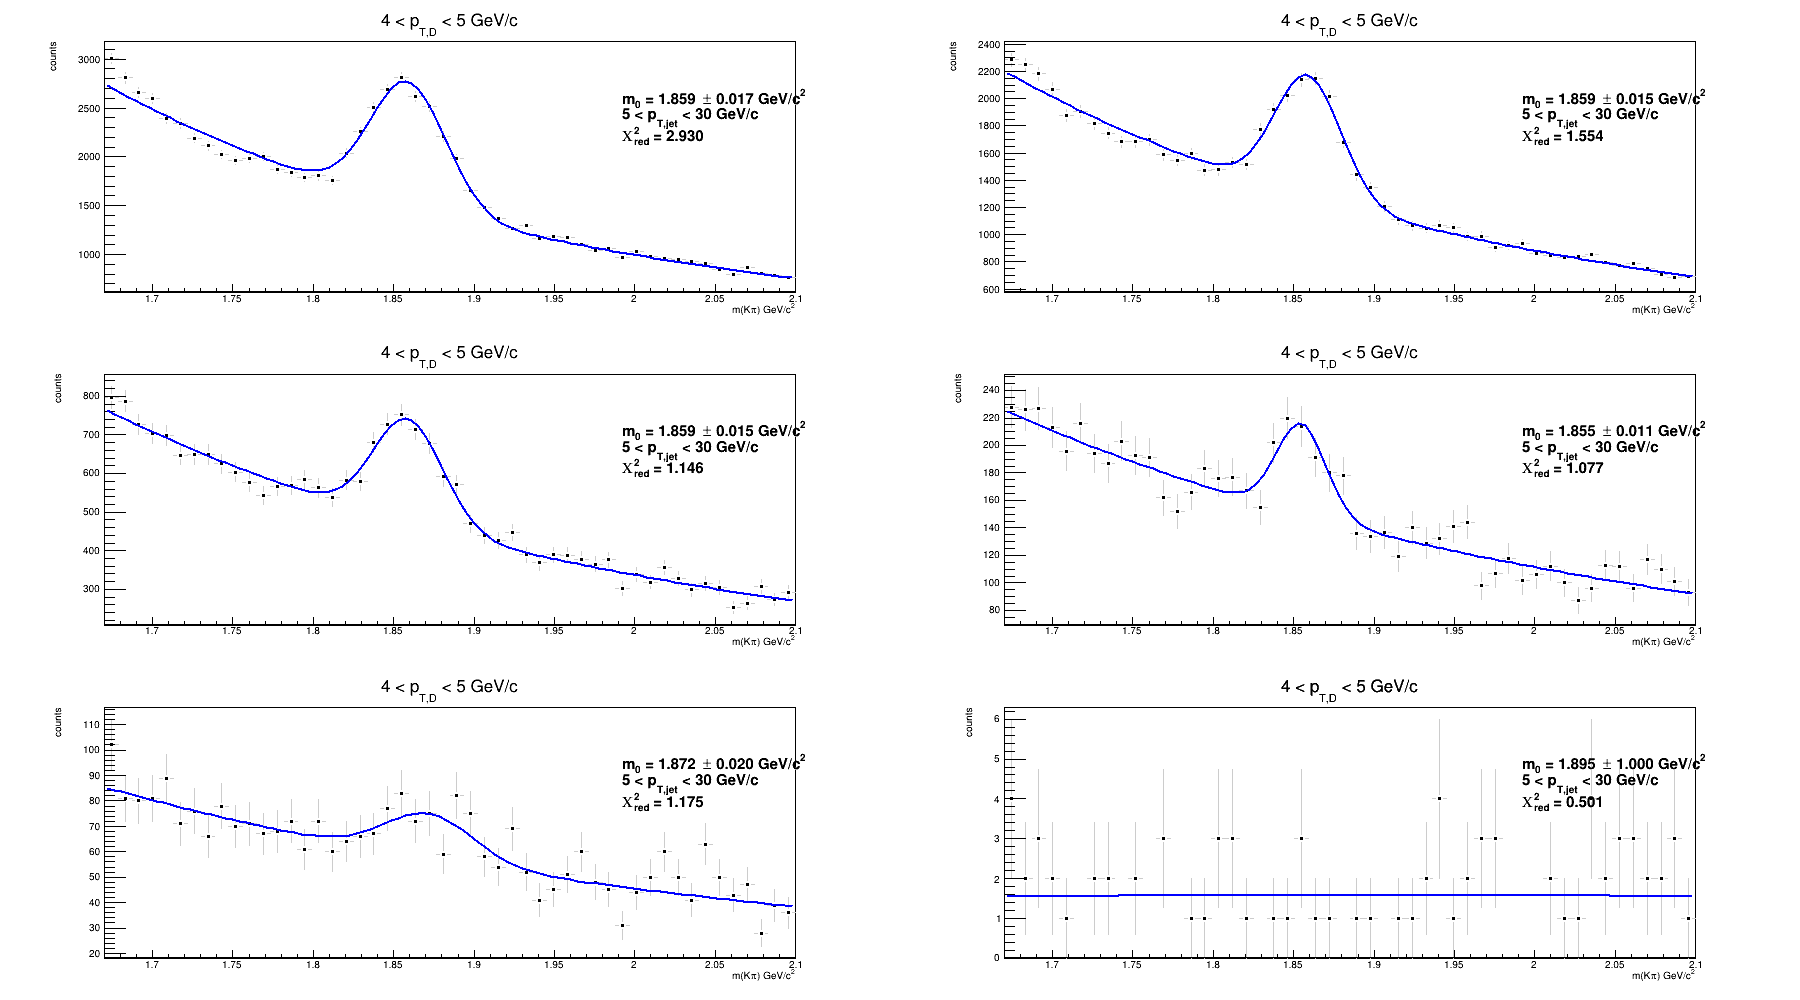 4 < p_T,D < 5 GeV/c
counts
3000
2500
2000
1500
1000
m_0 = 1.859 ± 0.017 GeV/c^2
5 < p_T,jet < 30 GeV/c
Χ^2_red = 2.930
1.7 1.75 1.8 1.85 1.9 1.95 2 2.05 2.1
m(Kπ) GeV/c^2
4 < p_T,D < 5 GeV/c
counts
2400
2200
2000
1800
1600
1400
1200
1000
800
600
m_0 = 1.859 ± 0.015 GeV/c^2
5 < p_T,jet < 30 GeV/c
Χ^2_red = 1.554
1.7 1.75 1.8 1.85 1.9 1.95 2 2.05 2.1
m(Kπ) GeV/c^2
4 < p_T,D < 5 GeV/c
counts
800
700
600
500
400
300
m_0 = 1.859 ± 0.015 GeV/c^2
5 < p_T,jet < 30 GeV/c
Χ^2_red = 1.146
1.7 1.75 1.8 1.85 1.9 1.95 2 2.05 2.1
m(Kπ) GeV/c^2
4 < p_T,D < 5 GeV/c
counts
240
220
200
180
160
140
120
100
80
m_0 = 1.855 ± 0.011 GeV/c^2
5 < p_T,jet < 30 GeV/c
Χ^2_red = 1.077
1.7 1.75 1.8 1.85 1.9 1.95 2 2.05 2.1
m(Kπ) GeV/c^2
4 < p_T,D < 5 GeV/c
counts
110
100
90
80
70
60
50
40
30
20
m_0 = 1.872 ± 0.020 GeV/c^2
5 < p_T,jet < 30 GeV/c
Χ^2_red = 1.175
1.7 1.75 1.8 1.85 1.9 1.95 2 2.05 2.1
m(Kπ) GeV/c^2
4 < p_T,D < 5 GeV/c
counts
6
5
4
3
2
1
0
m_0 = 1.895 ± 1.000 GeV/c^2
5 < p_T,jet < 30 GeV/c
Χ^2_red = 0.501
1.7 1.75 1.8 1.85 1.9 1.95 2 2.05 2.1
m(Kπ) GeV/c^2